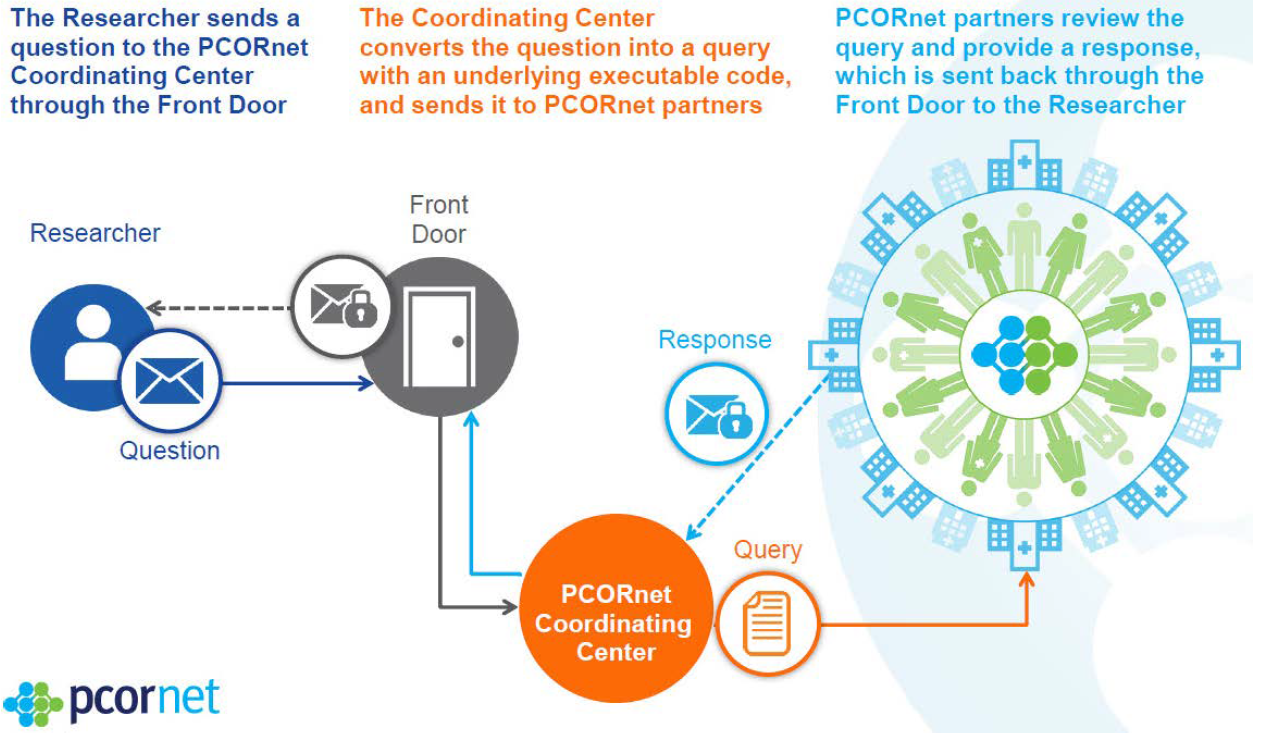 The Researcher sends a
question to the PCORnet
Coordinating Center
through the Front Door
The Coordinating Center
converts the question into a query
with an underlying executable code,
and sends it to PCORnet partners
PCORnet partners review the
query and provide a response,
which is sent back through the
Front Door to the Researcher
Researcher
Front
Door
Question
Response
Query
PCORnet
Coordinating
Center
pcornet